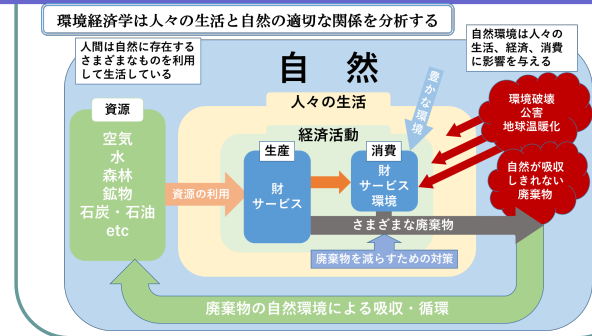 環境経済学は人々の生活と自然の適切な関係を分析する
人間は自然に存在する
さまざまなものを利用
して生活している
自然環境は人々の
生活、経済、消費
に影響を与える
自 然
人々の生活
豊かな環境
環境破壊
公害
地球温暖化
資源
空気
水
森林
鉱物
石炭・石油
etc
経済活動
生産
財
サービス
消費
財
サービス
環境
自然が吸収
しきれない
廃棄物
資源の利用
さまざまな廃棄物
廃棄物を減らすための対策
廃棄物の自然環境による吸収・循環